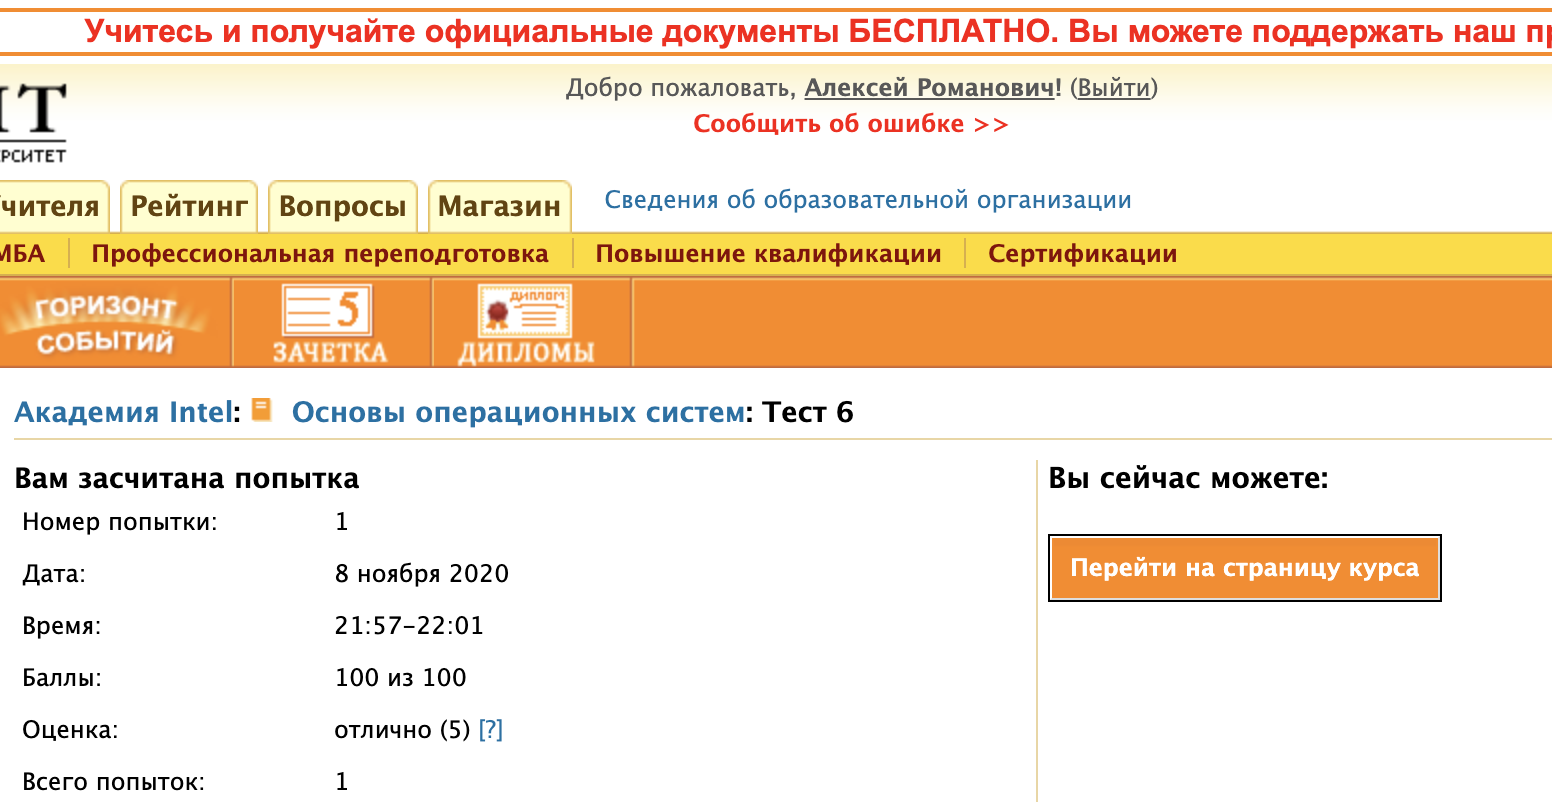 Учитесь и получайте официальные документы БЕСПЛАТНО. Вы можете поддержать наш
Добро пожаловать, Алексей Романович! (Выйти)
Сообщить об ошибке >>
ИТ
РСИТЕТ
чителя Рейтинг Вопросы Магазин Сведения об образовательной организации
МБА Профессиональная переподготовка Повышение квалификации Сертификации
ГОРИЗОНТ СОБЫТИЙ
5 ЗАЧЕТКА
ДИПЛОМ ДИПЛОМЫ
Академия Intel: Основы операционных систем: Тест 6
Вам засчитана попытка
Номер попытки: 1
Дата: 8 ноября 2020
Время: 21:57–22:01
Баллы: 100 из 100
Оценка: отлично (5) [?]
Всего попыток: 1
Вы сейчас можете:
Перейти на страницу курса